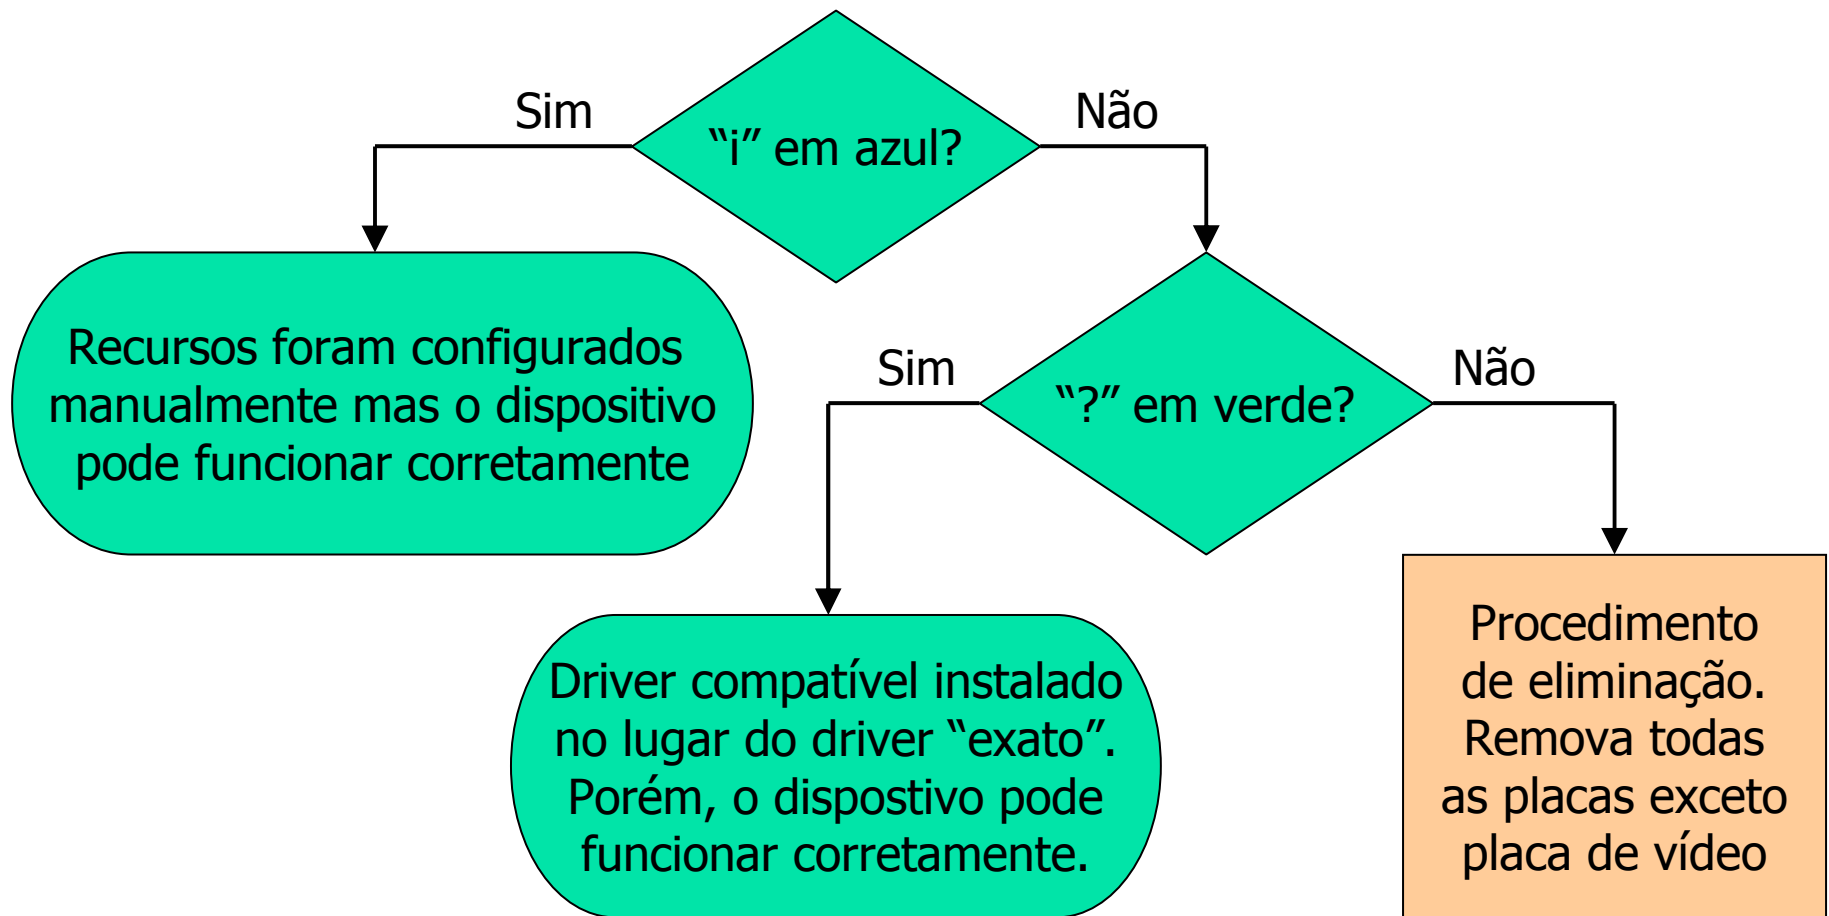 Sim
“i” em azul?
Não
Recursos foram configurados
manualmente mas o dispositivo
pode funcionar corretamente
Sim
“?” em verde?
Não
Driver compatível instalado
no lugar do driver “exato”.
Porém, o dispostivo pode
funcionar corretamente.
Procedimento
de eliminação.
Remova todas
as placas exceto
placa de vídeo